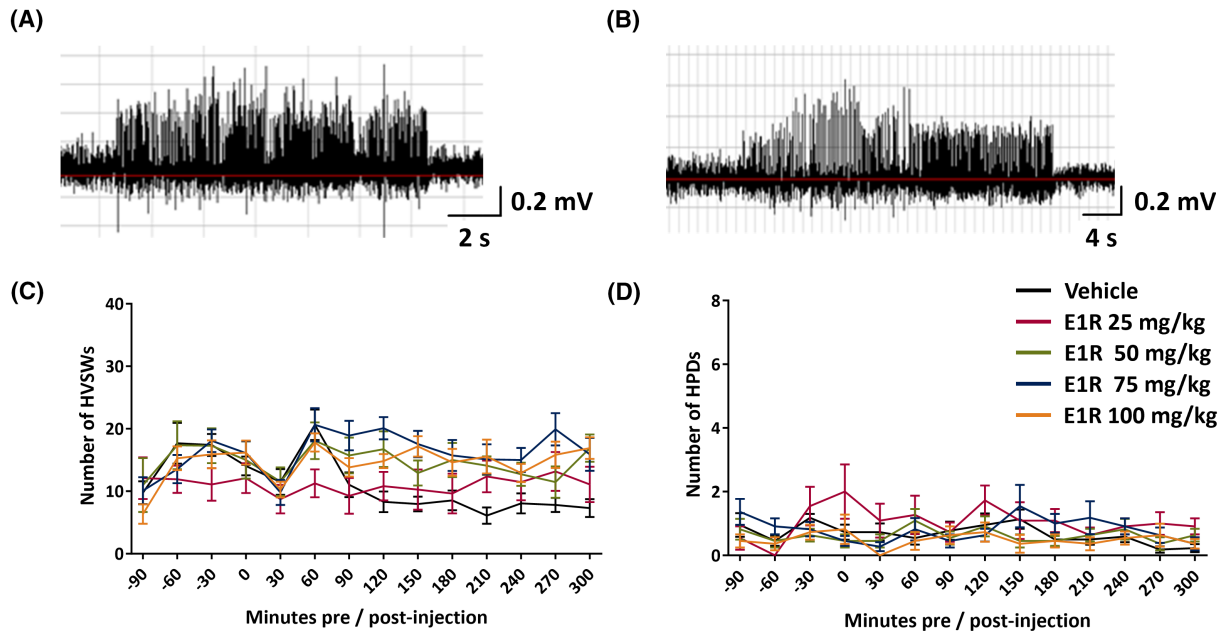 (A)
0.2 mV
2 s
(B)
0.2 mV
4 s
(C)
Number of HVSWs
40
30
20
10
0
-90 -60 -30 0 30 60 90 120 150 180 210 240 270 300
Minutes pre / post-injection
(D)
Number of HPDs
8
6
4
2
0
-90 -60 -30 0 30 60 90 120 150 180 210 240 270 300
Minutes pre / post-injection
Vehicle
E1R 25 mg/kg
E1R 50 mg/kg
E1R 75 mg/kg
E1R 100 mg/kg